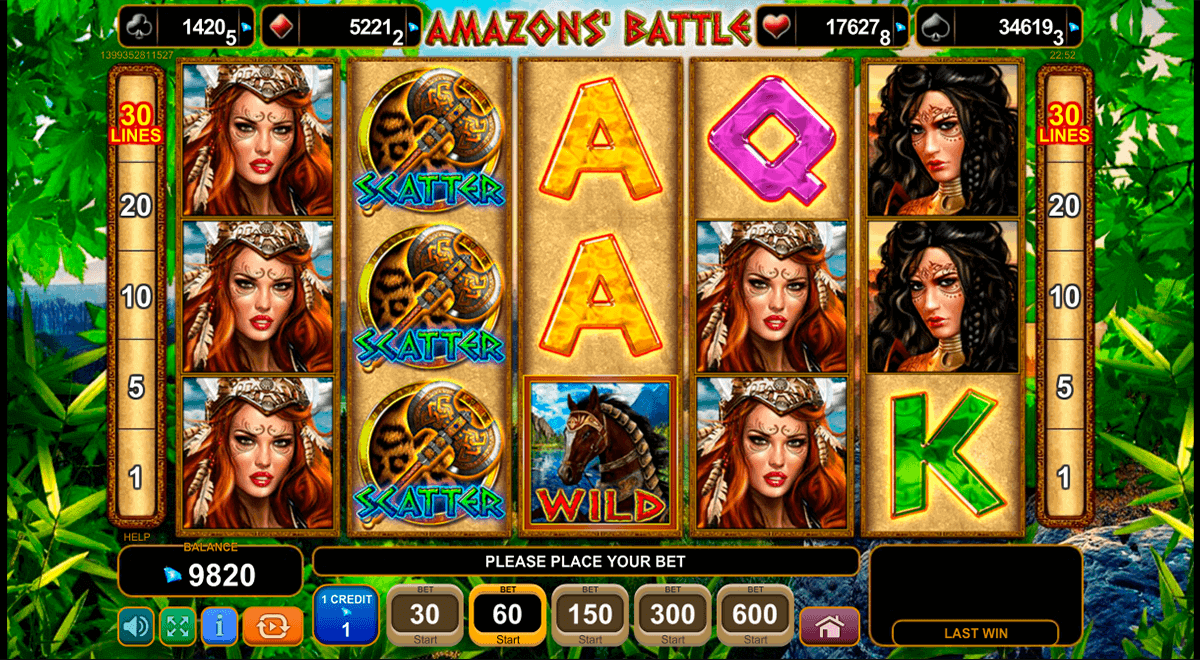 1420 5
5221 2
AMAZONS' BATTLE
17627 8
34619 3
1399352811527
22:52
30
LINES
20
10
5
1
HELP
SCATTER
SCATTER
SCATTER
A
A
WILD
Q
K
30
LINES
20
10
5
1
BALANCE
9820
PLEASE PLACE YOUR BET
1 CREDIT
1
BET
30
Start
BET
60
Start
BET
150
Start
BET
300
Start
BET
600
Start
LAST WIN